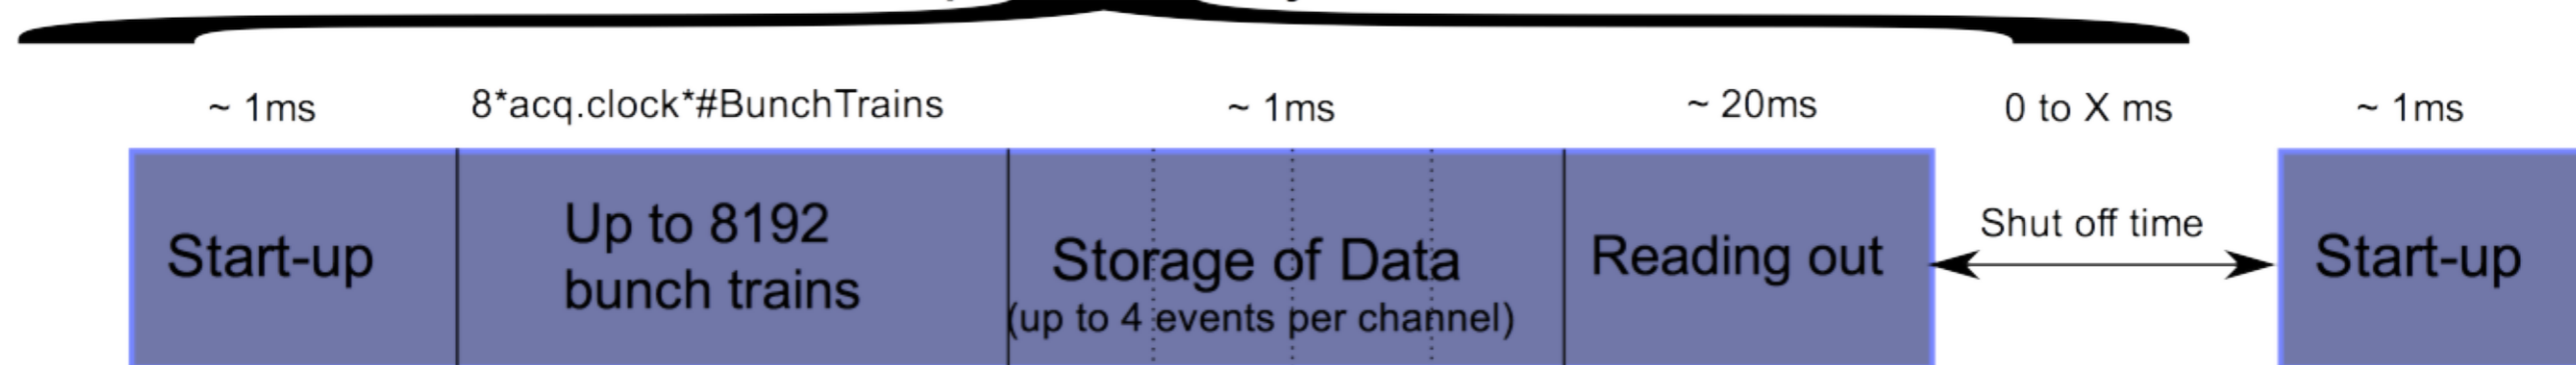 ~ 1ms
8*acq.clock*#BunchTrains
~ 1ms
~ 20ms
0 to X ms
~ 1ms
Start-up
Up to 8192
bunch trains
Storage of Data
(up to 4 events per channel)
Reading out
Shut off time
Start-up